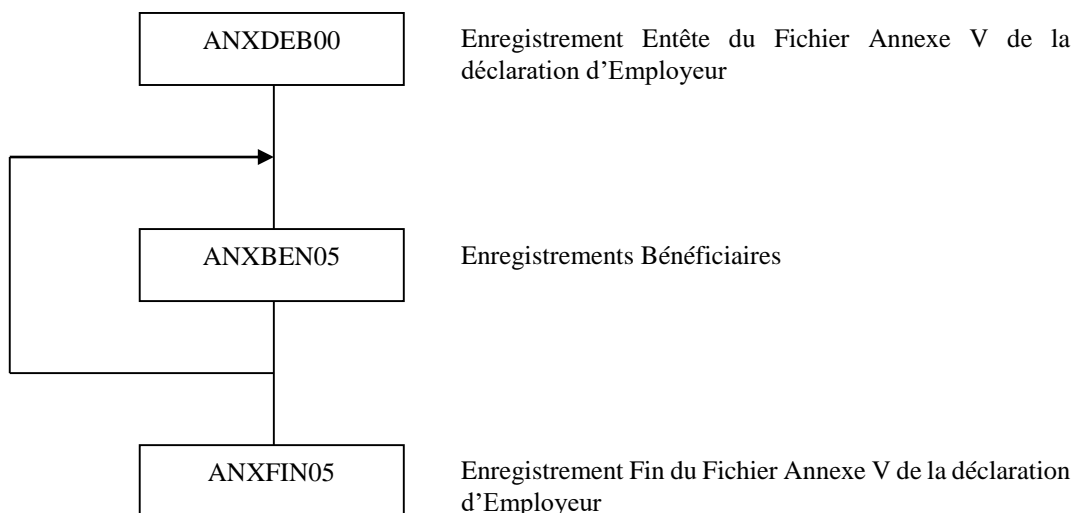 ANXDEB00
Enregistrement Entête du Fichier Annexe V de la
déclaration d’Employeur
ANXBEN05
Enregistrements Bénéficiaires
ANXFIN05
Enregistrement Fin du Fichier Annexe V de la déclaration
d’Employeur